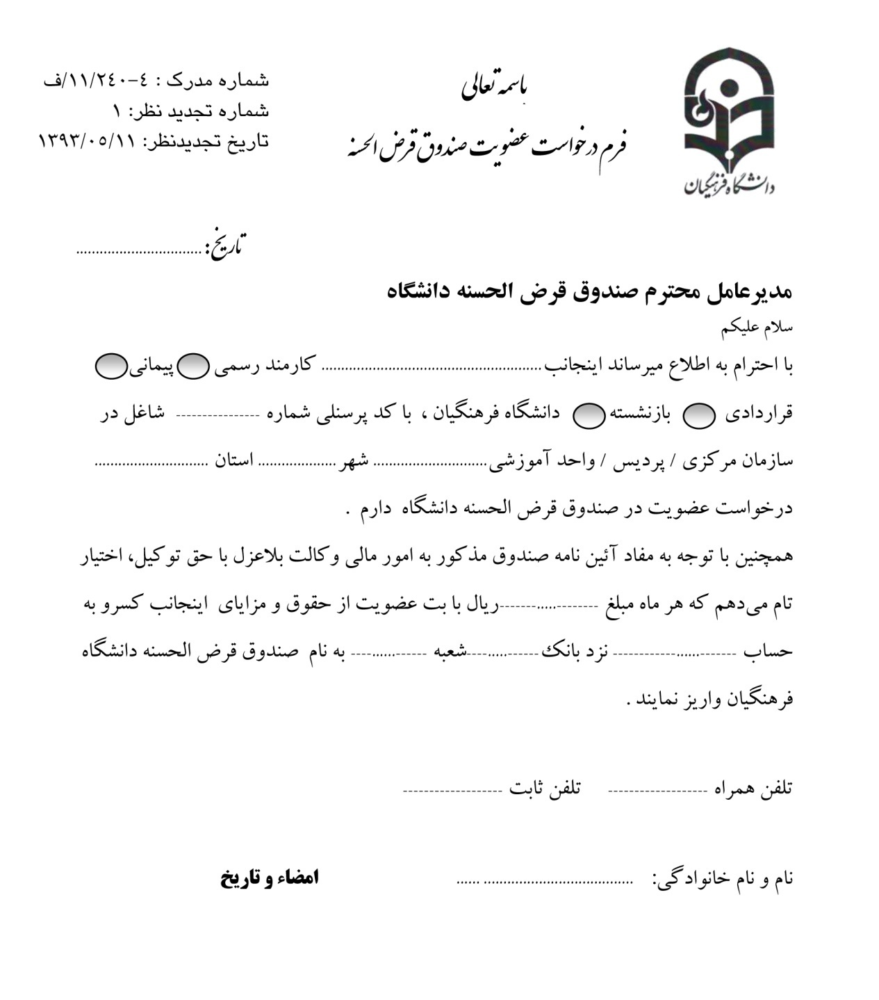 باسمه تعالی
فرم درخواست عضویت صندوق قرض الحسنه
شماره مدرک : ٤-١١/٢٤٠/ف
شماره تجدید نظر: ١
تاریخ تجدیدنظر: ١٣٩٣/٠٥/١١
دانشگاه فرهنگیان
تاریخ:................................
مدیرعامل محترم صندوق قرض الحسنه دانشگاه
سلام علیکم
با احترام به اطلاع میرساند اینجانب........................................................ کارمند رسمی پیمانی
قراردادی بازنشسته دانشگاه فرهنگیان ، با کد پرسنلی شماره ---------------- شاغل در
سازمان مرکزی / پردیس / واحد آموزشی............................. شهر.................... استان .............................
درخواست عضویت در صندوق قرض الحسنه دانشگاه دارم .
همچنین با توجه به مفاد آئین نامه صندوق مذکور به امور مالی وکالت بلاعزل با حق توکیل، اختیار
تام می‌دهم که هر ماه مبلغ --------.....-------ریال با بت عضویت از حقوق و مزایای اینجانب کسرو به
حساب -------......------------ نزد بانک------.....----شعبه ------......---- به نام صندوق قرض الحسنه دانشگاه
فرهنگیان واریز نمایند .
تلفن همراه ------------------- تلفن ثابت -------------------
نام و نام خانوادگی: ...................................... ...... امضاء و تاریخ